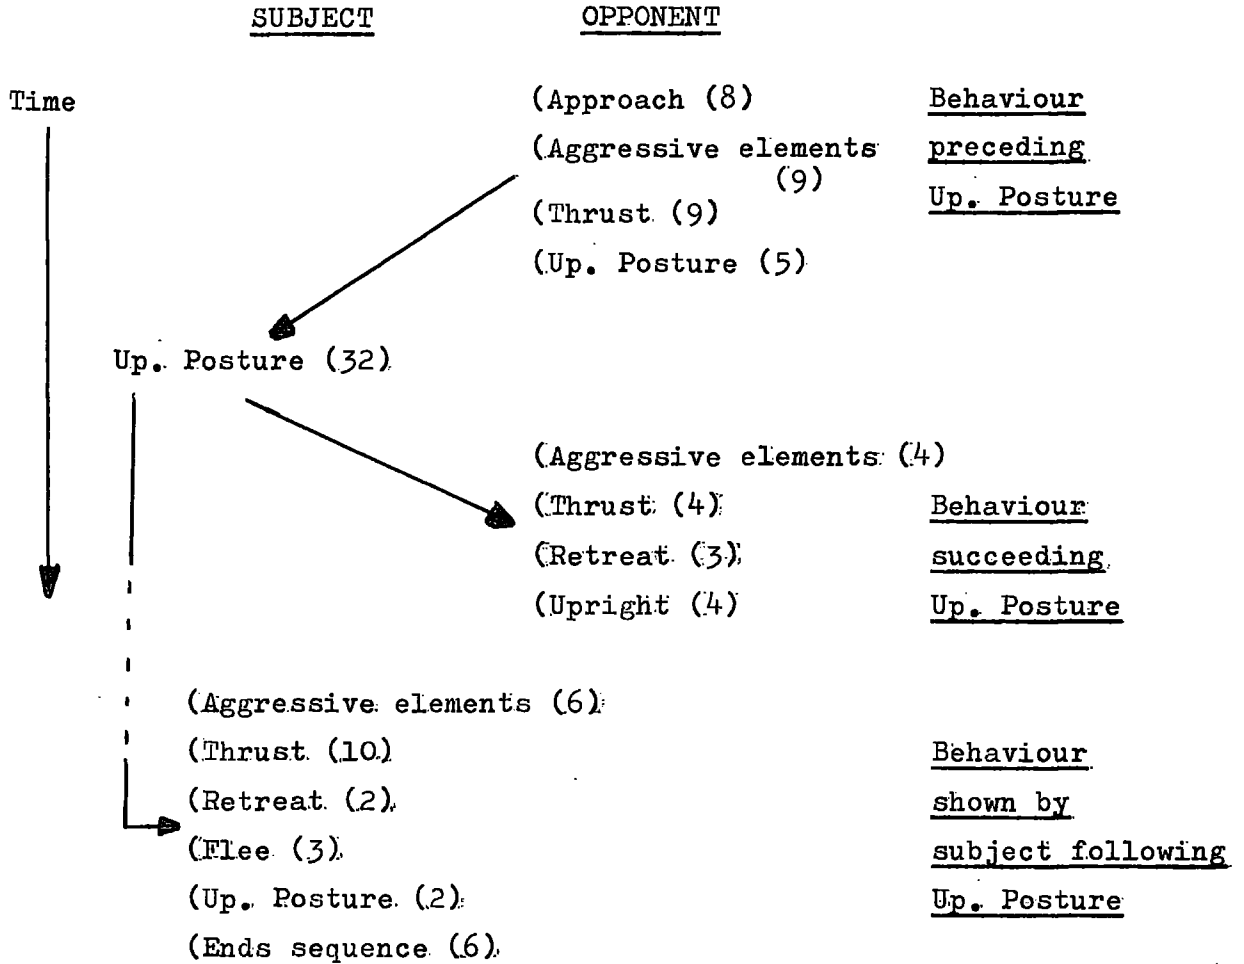 SUBJECT OPPONENT
Time
(Approach (8) Behaviour
(Aggressive elements preceding
(9)
(Thrust (9) Up. Posture
(Up. Posture (5)
Up. Posture (32)
(Aggressive elements (4)
(Thrust (4) Behaviour
(Retreat (3) succeeding
(Upright (4) Up. Posture
(Aggressive elements (6)
(Thrust (10) Behaviour
(Retreat (2) shown by
(Flee (3) subject following
(Up. Posture (2) Up. Posture
(Ends sequence (6)